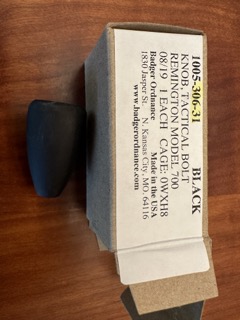 1005-306-31 BLACK
KNOB, TACTICAL BOLT
REMINGTON MODEL 700
08/19 1 EACH CAGE: 0WXH8
Badger Ordnance Made in the USA
1830 Jasper St. N. Kansas City, MO. 64116
www.badgerordnance.com